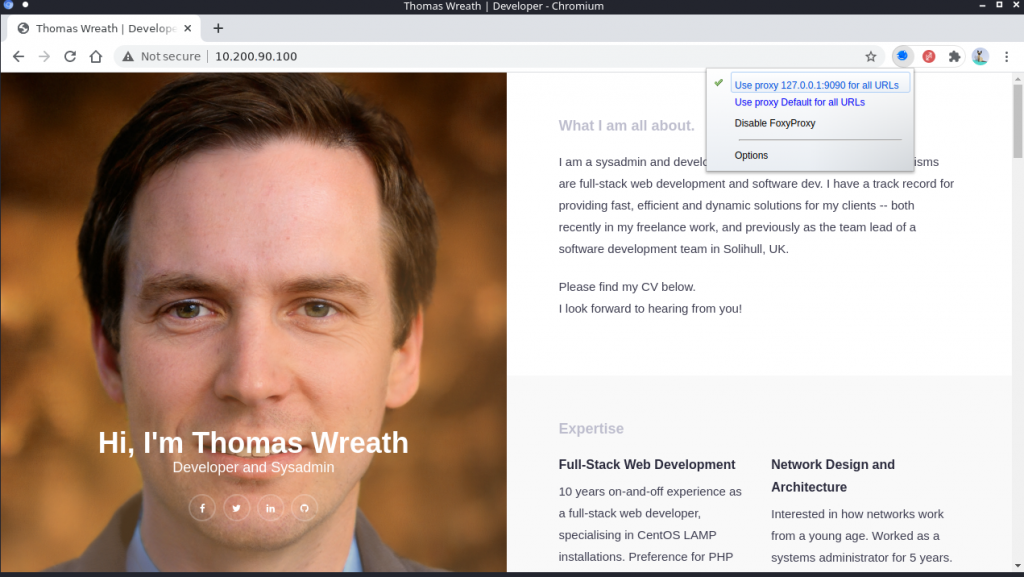 Thomas Wreath | Developer - Chromium
Thomas Wreath | Develope
Not secure
10.200.90.100
Use proxy 127.0.0.1:9090 for all URLs
Use proxy Default for all URLs
Disable FoxyProxy
Options
Hi, I'm Thomas Wreath
Developer and Sysadmin
What I am all about.
I am a sysadmin and develo
isms
are full-stack web development and software dev. I have a track record for
providing fast, efficient and dynamic solutions for my clients -- both
recently in my freelance work, and previously as the team lead of a
software development team in Solihull, UK.
Please find my CV below.
I look forward to hearing from you!
Expertise
Full-Stack Web Development
10 years on-and-off experience as
a full-stack web developer,
specialising in CentOS LAMP
installations. Preference for PHP
Network Design and
Architecture
Interested in how networks work
from a young age. Worked as a
systems administrator for 5 years.